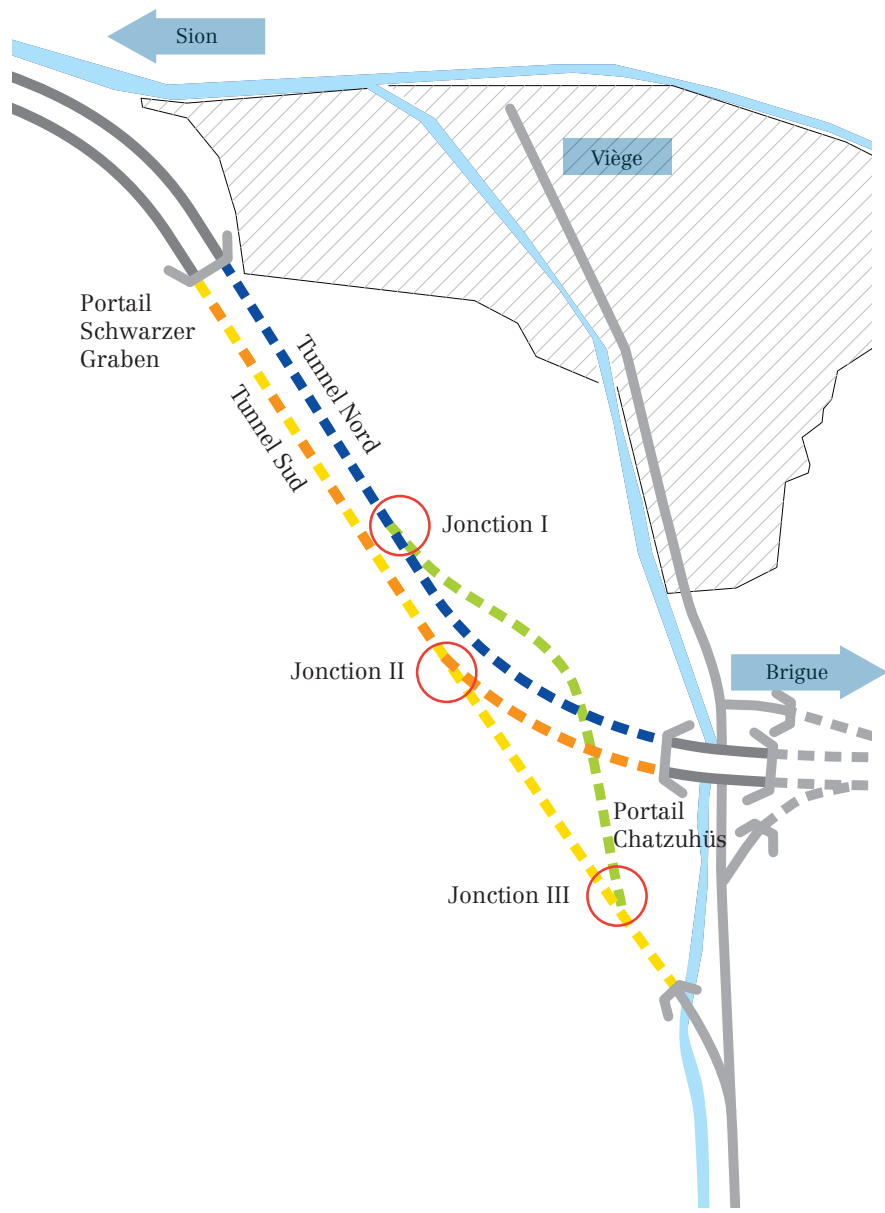 Sion
Viège
Portail
Schwarzer
Graben
Tunnel Nord
Tunnel Sud
Jonction I
Jonction II
Brigue
Portail
Chatzuhüs
Jonction III